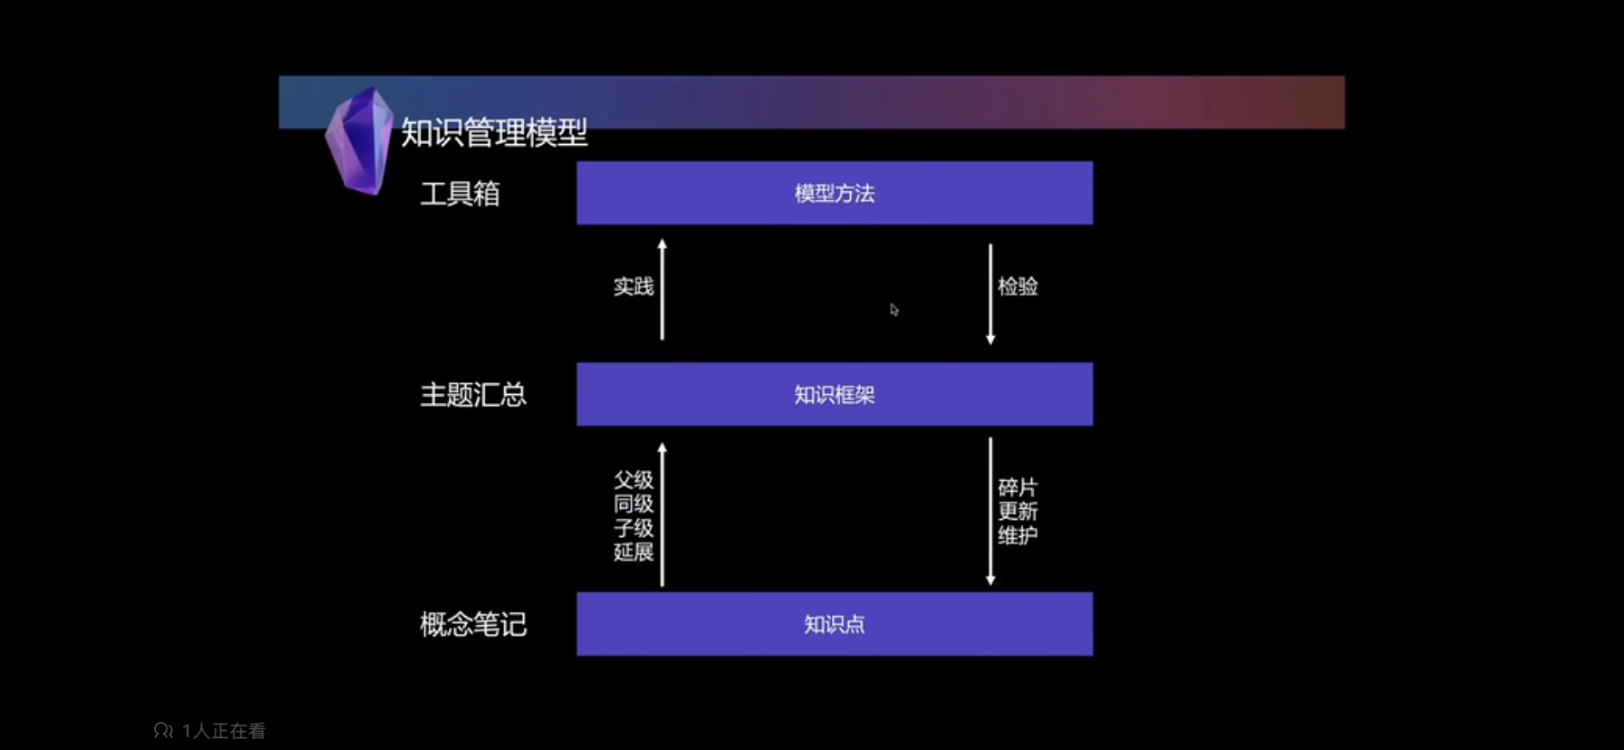 知识管理模型
工具箱
模型方法
实践
检验
主题汇总
知识框架
父级
同级
子级
延展
碎片
更新
维护
概念笔记
知识点
1人正在看